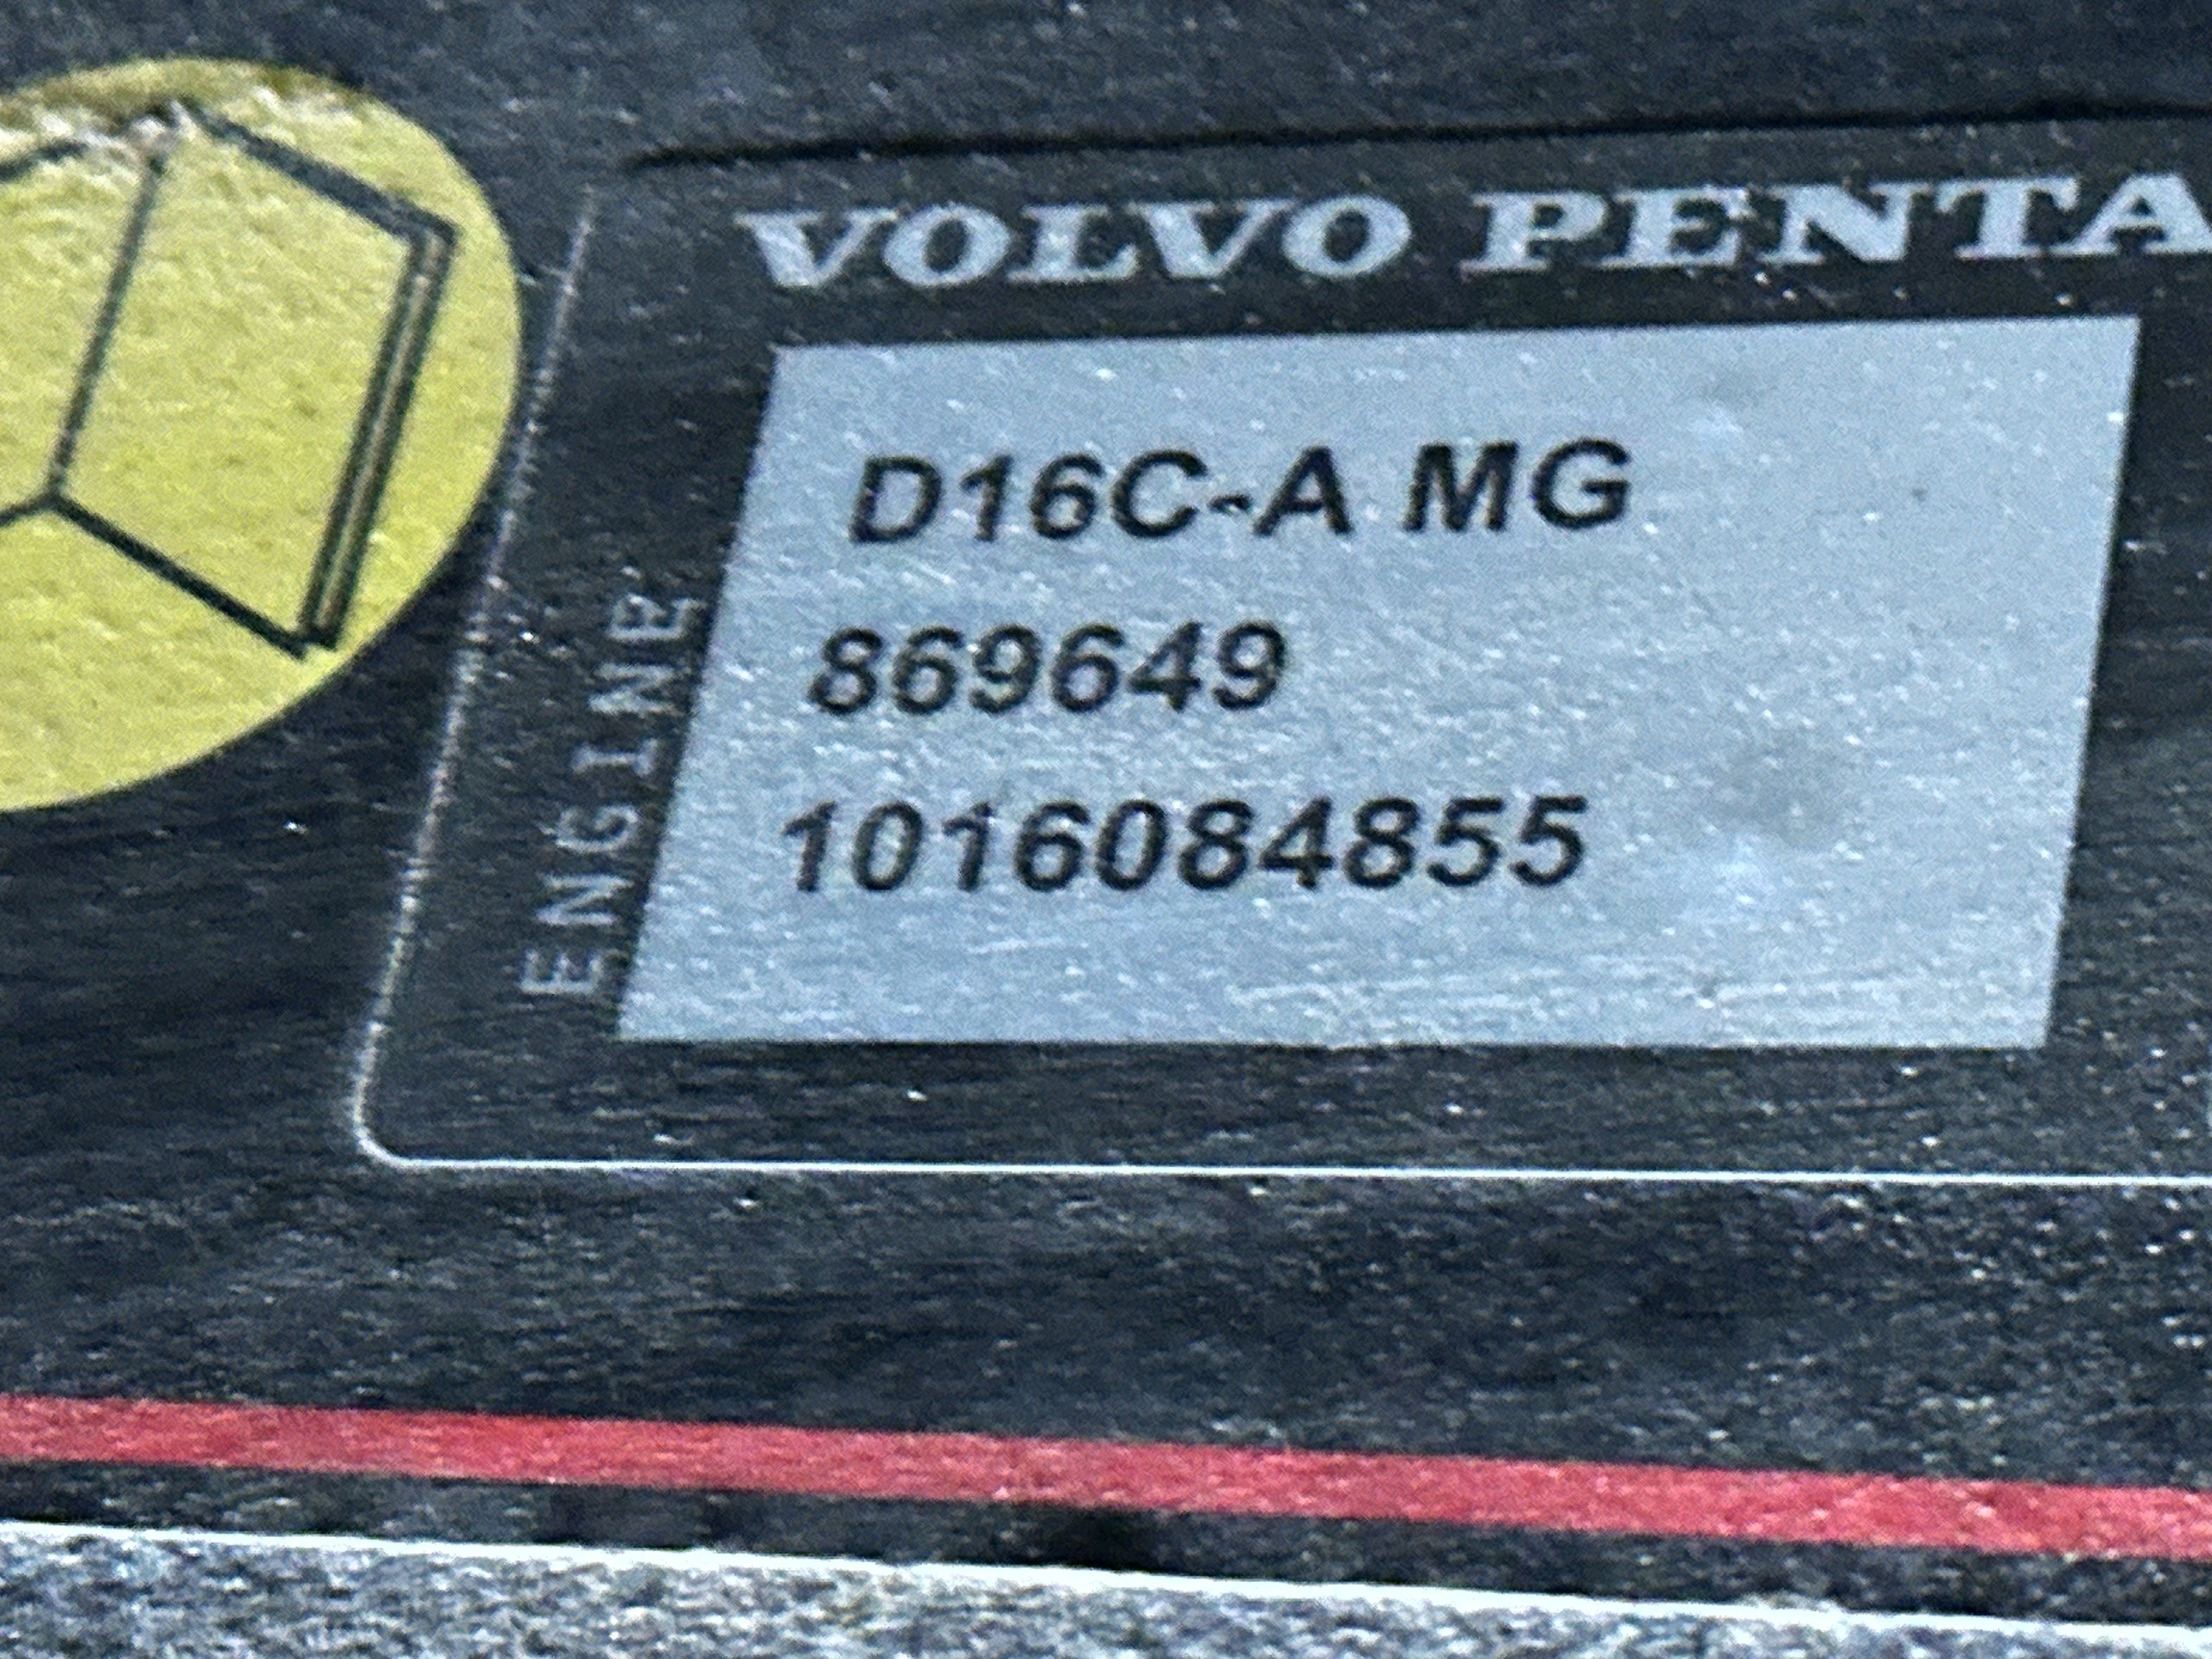 VOLVO PENTA
ENGINE
D16C-A MG
869649
1016084855